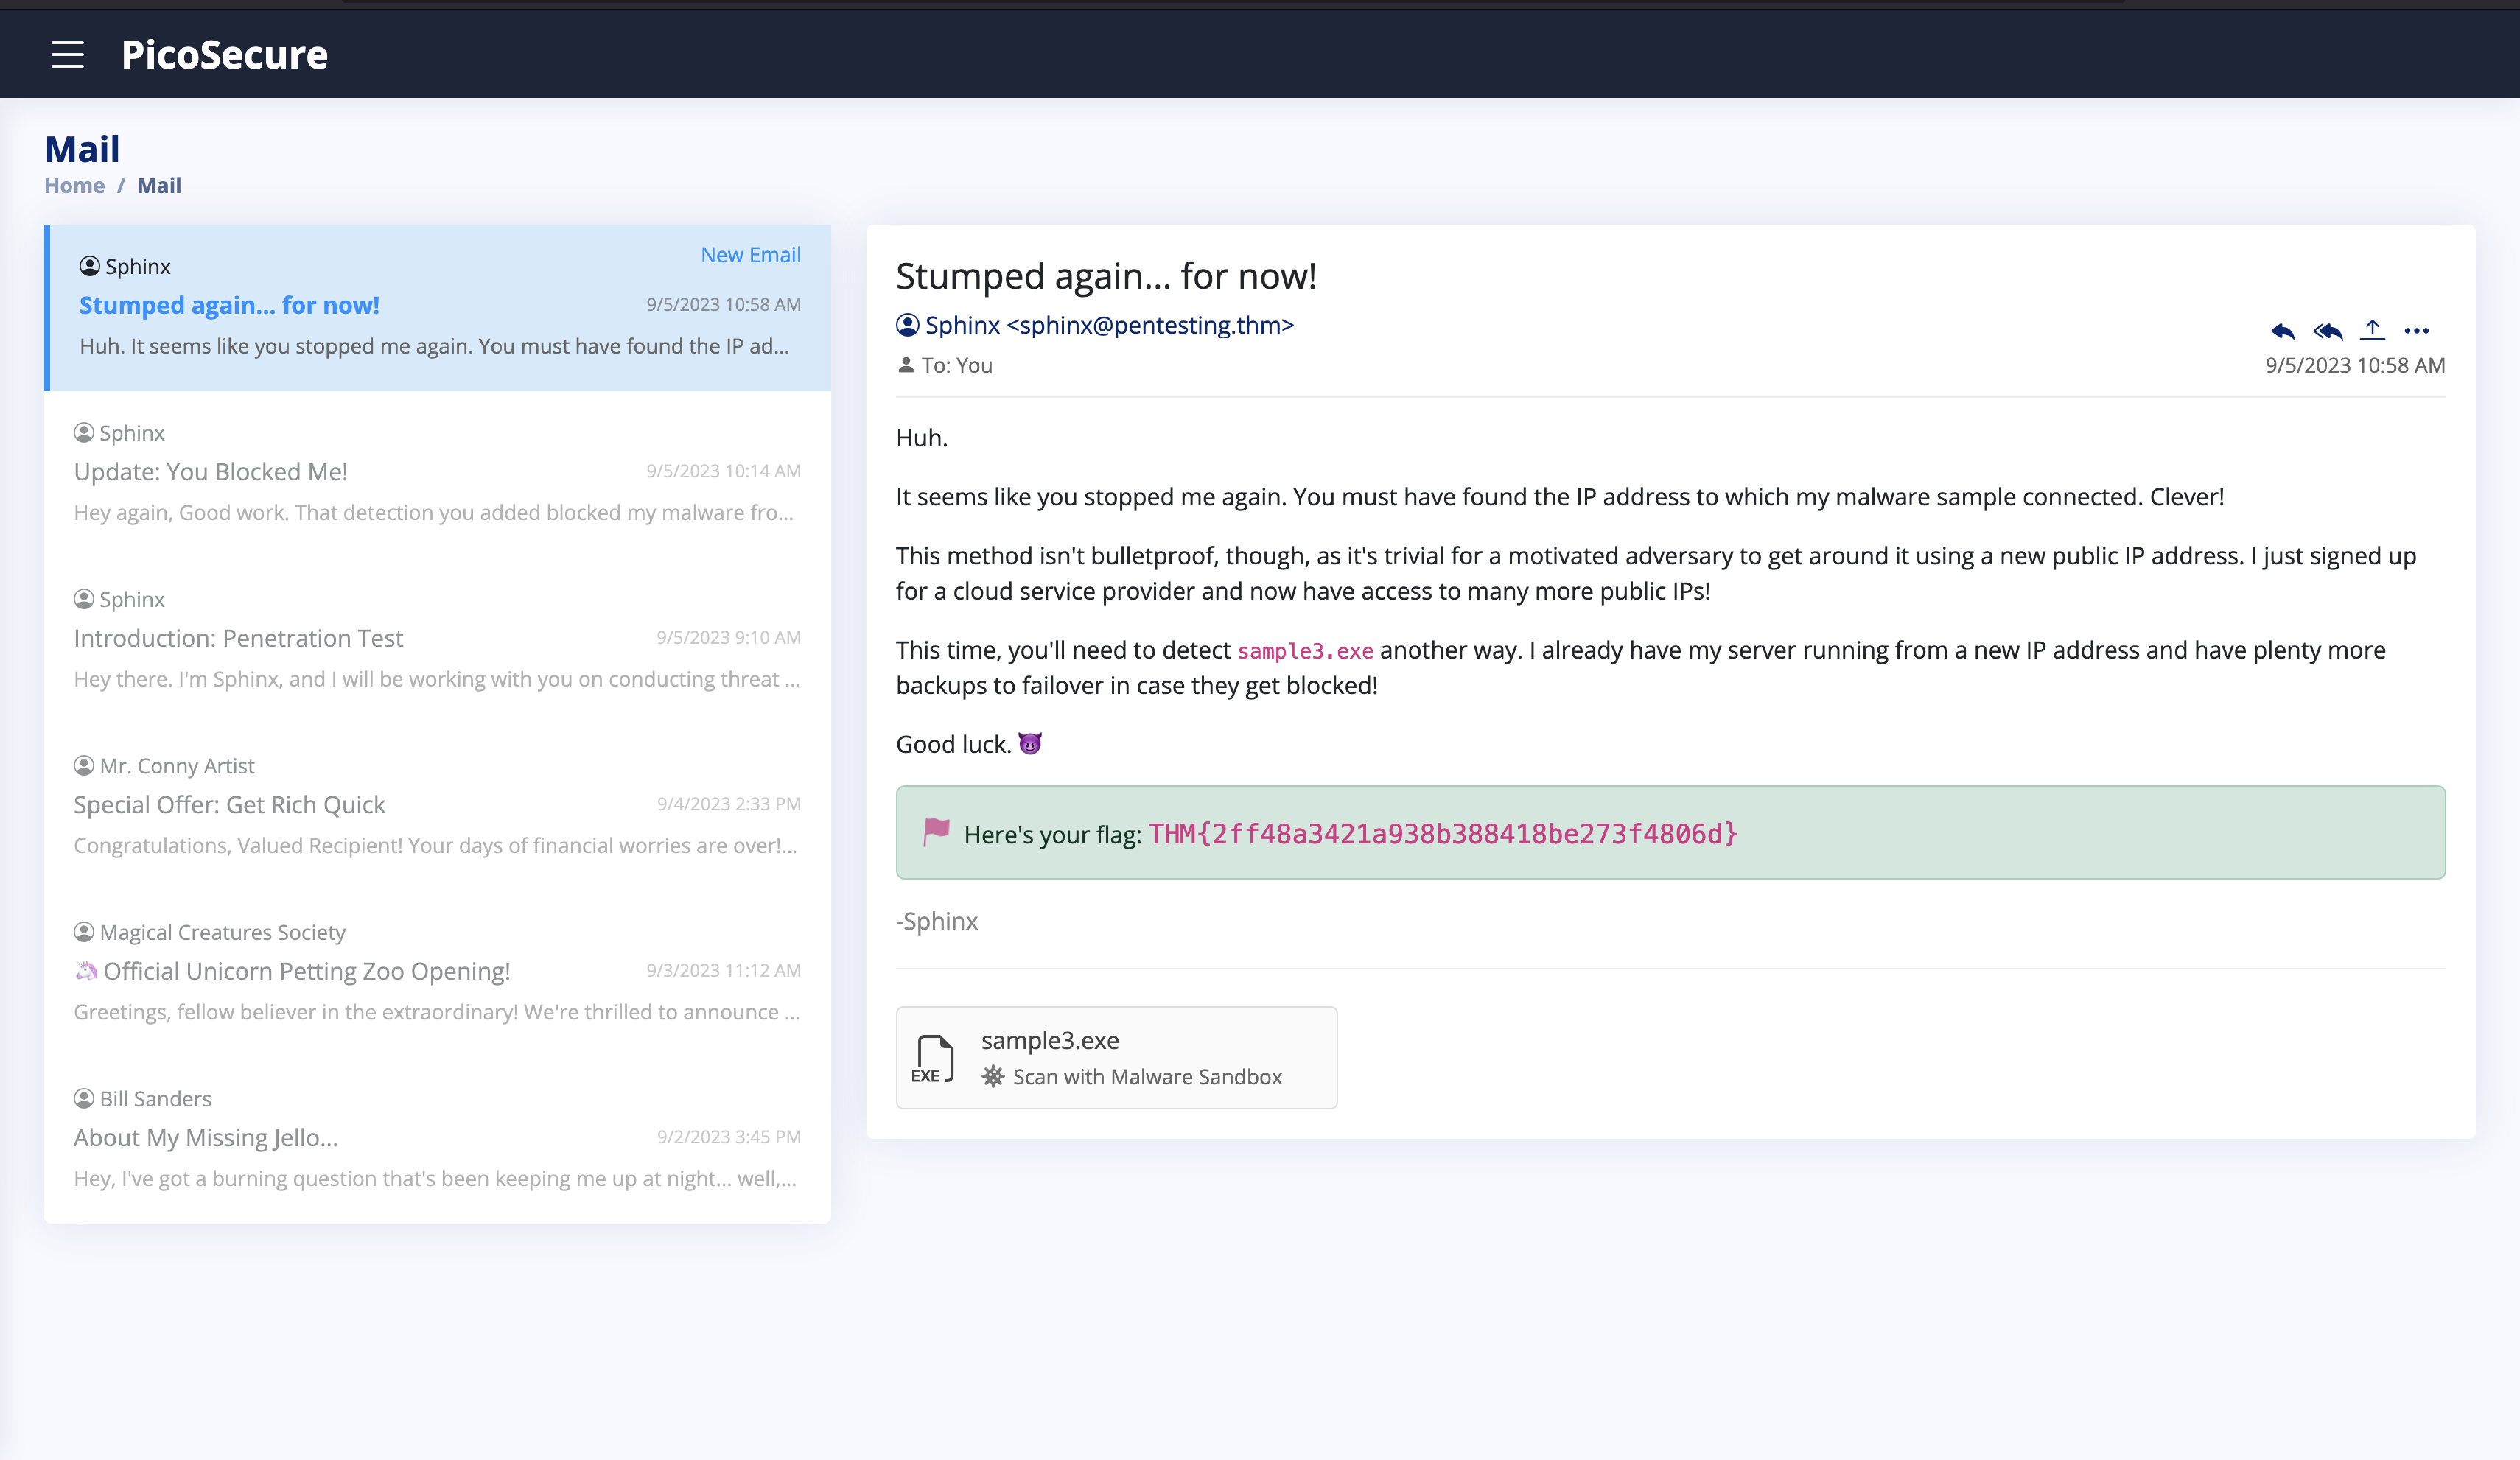 PicoSecure
Mail
Home / Mail
New Email
Sphinx
Stumped again... for now!
9/5/2023 10:58 AM
Huh. It seems like you stopped me again. You must have found the IP ad...
Sphinx
Update: You Blocked Me!
9/5/2023 10:14 AM
Hey again, Good work. That detection you added blocked my malware fro...
Sphinx
Introduction: Penetration Test
9/5/2023 9:10 AM
Hey there. I'm Sphinx, and I will be working with you on conducting threat ...
Mr. Conny Artist
Special Offer: Get Rich Quick
9/4/2023 2:33 PM
Congratulations, Valued Recipient! Your days of financial worries are over!...
Magical Creatures Society
🦄 Official Unicorn Petting Zoo Opening!
9/3/2023 11:12 AM
Greetings, fellow believer in the extraordinary! We're thrilled to announce ...
Bill Sanders
About My Missing Jello...
9/2/2023 3:45 PM
Hey, I've got a burning question that's been keeping me up at night... well,...
Stumped again... for now!
Sphinx <sphinx@pentesting.thm>
To: You
9/5/2023 10:58 AM
Huh.
It seems like you stopped me again. You must have found the IP address to which my malware sample connected. Clever!
This method isn't bulletproof, though, as it's trivial for a motivated adversary to get around it using a new public IP address. I just signed up
for a cloud service provider and now have access to many more public IPs!
This time, you'll need to detect sample3.exe another way. I already have my server running from a new IP address and have plenty more
backups to failover in case they get blocked!
Good luck. 😈
Here's your flag: THM{2ff48a3421a938b388418be273f4806d}
-Sphinx
EXE
sample3.exe
Scan with Malware Sandbox